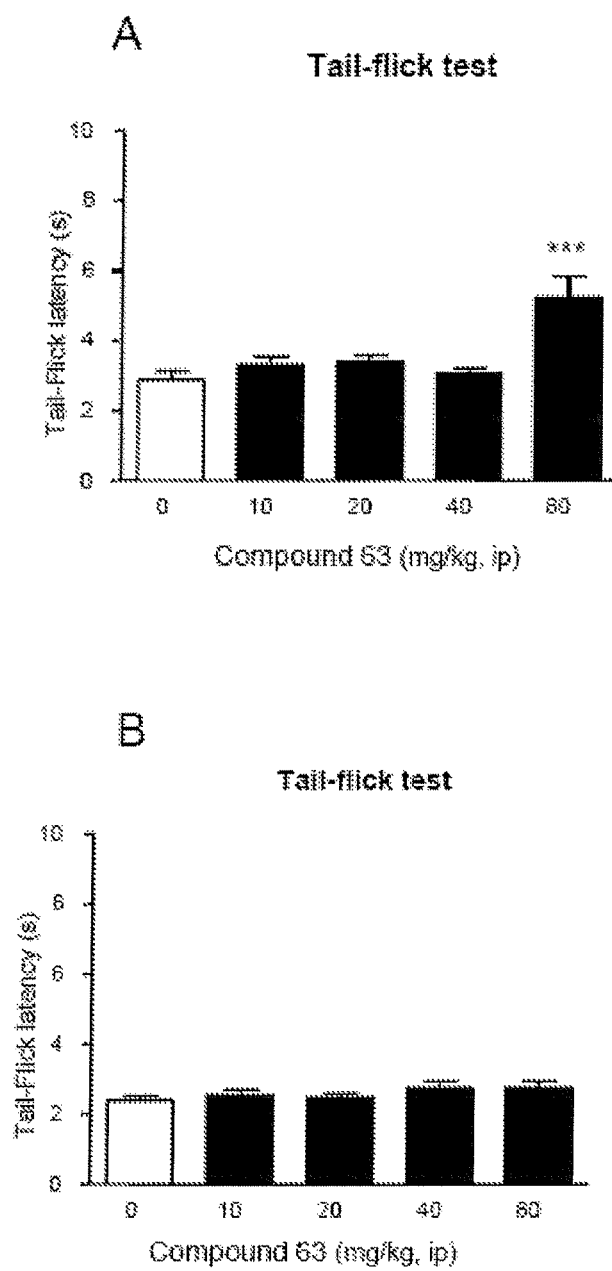 A
Tail-flick test
10
8
6
4
2
0
Tail-Flick latency (s)
***
0 10 20 40 80
Compound 63 (mg/kg, ip)
B
Tail-flick test
10
8
6
4
2
0
Tail-Flick latency (s)
0 10 20 40 80
Compound 63 (mg/kg, ip)